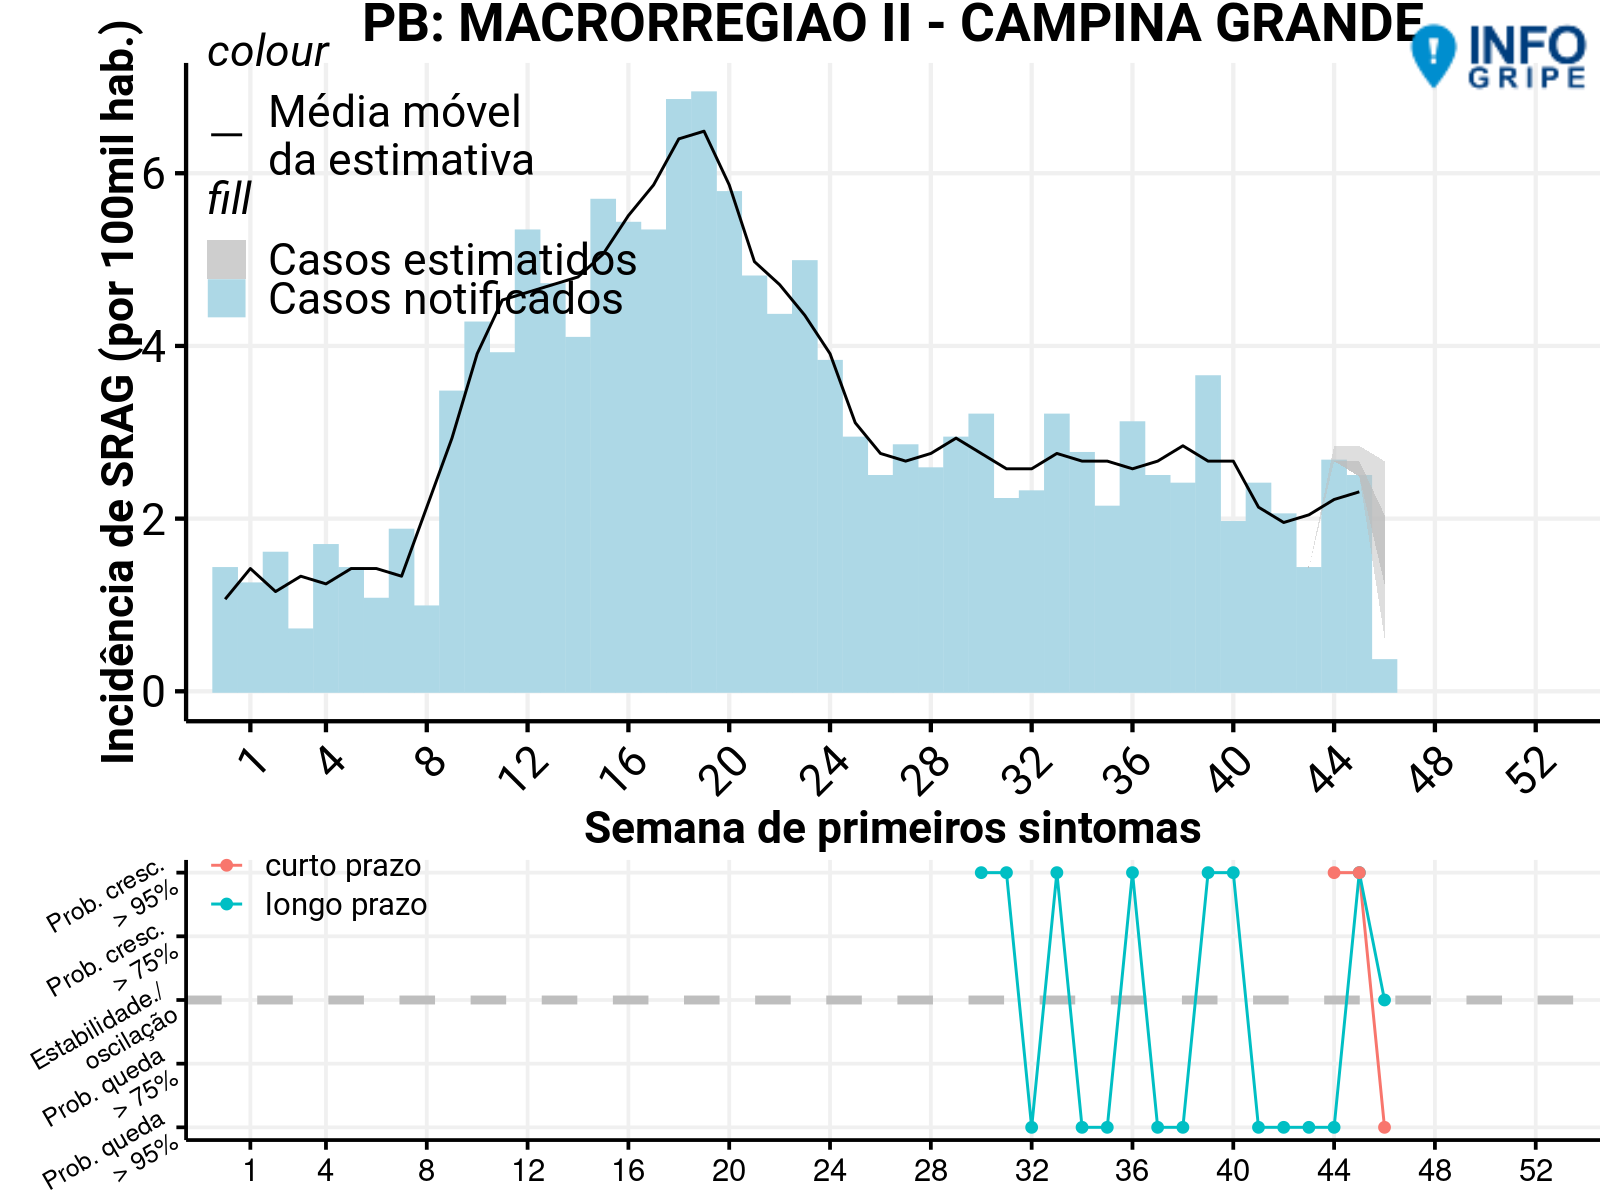 PB: MACRORREGIAO II - CAMPINA GRANDE
INFO
GRIPE
colour
Média móvel
da estimativa
fill
Casos estimatidos
Casos notificados
Incidência de SRAG (por 100mil hab.)
6
4
2
0
1 4 8 12 16 20 24 28 32 36 40 44 48 52
Semana de primeiros sintomas
curto prazo
longo prazo
Prob. cresc.
> 95%
Prob. cresc.
> 75%
Estabilidade./
oscilação
Prob. queda
> 75%
Prob. queda
> 95%
1 4 8 12 16 20 24 28 32 36 40 44 48 52